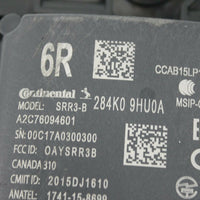 6R
CCAB15LP
Continental
MSIP-
MODEL: SRR3-B 284K0 9HU0A
A2C76094601
SN: 00C17A0300300
FCC ID: OAYSRR3B
CANADA 310
CMIIT ID: 2015DJ1610
ANATEL: 1741-15-8699